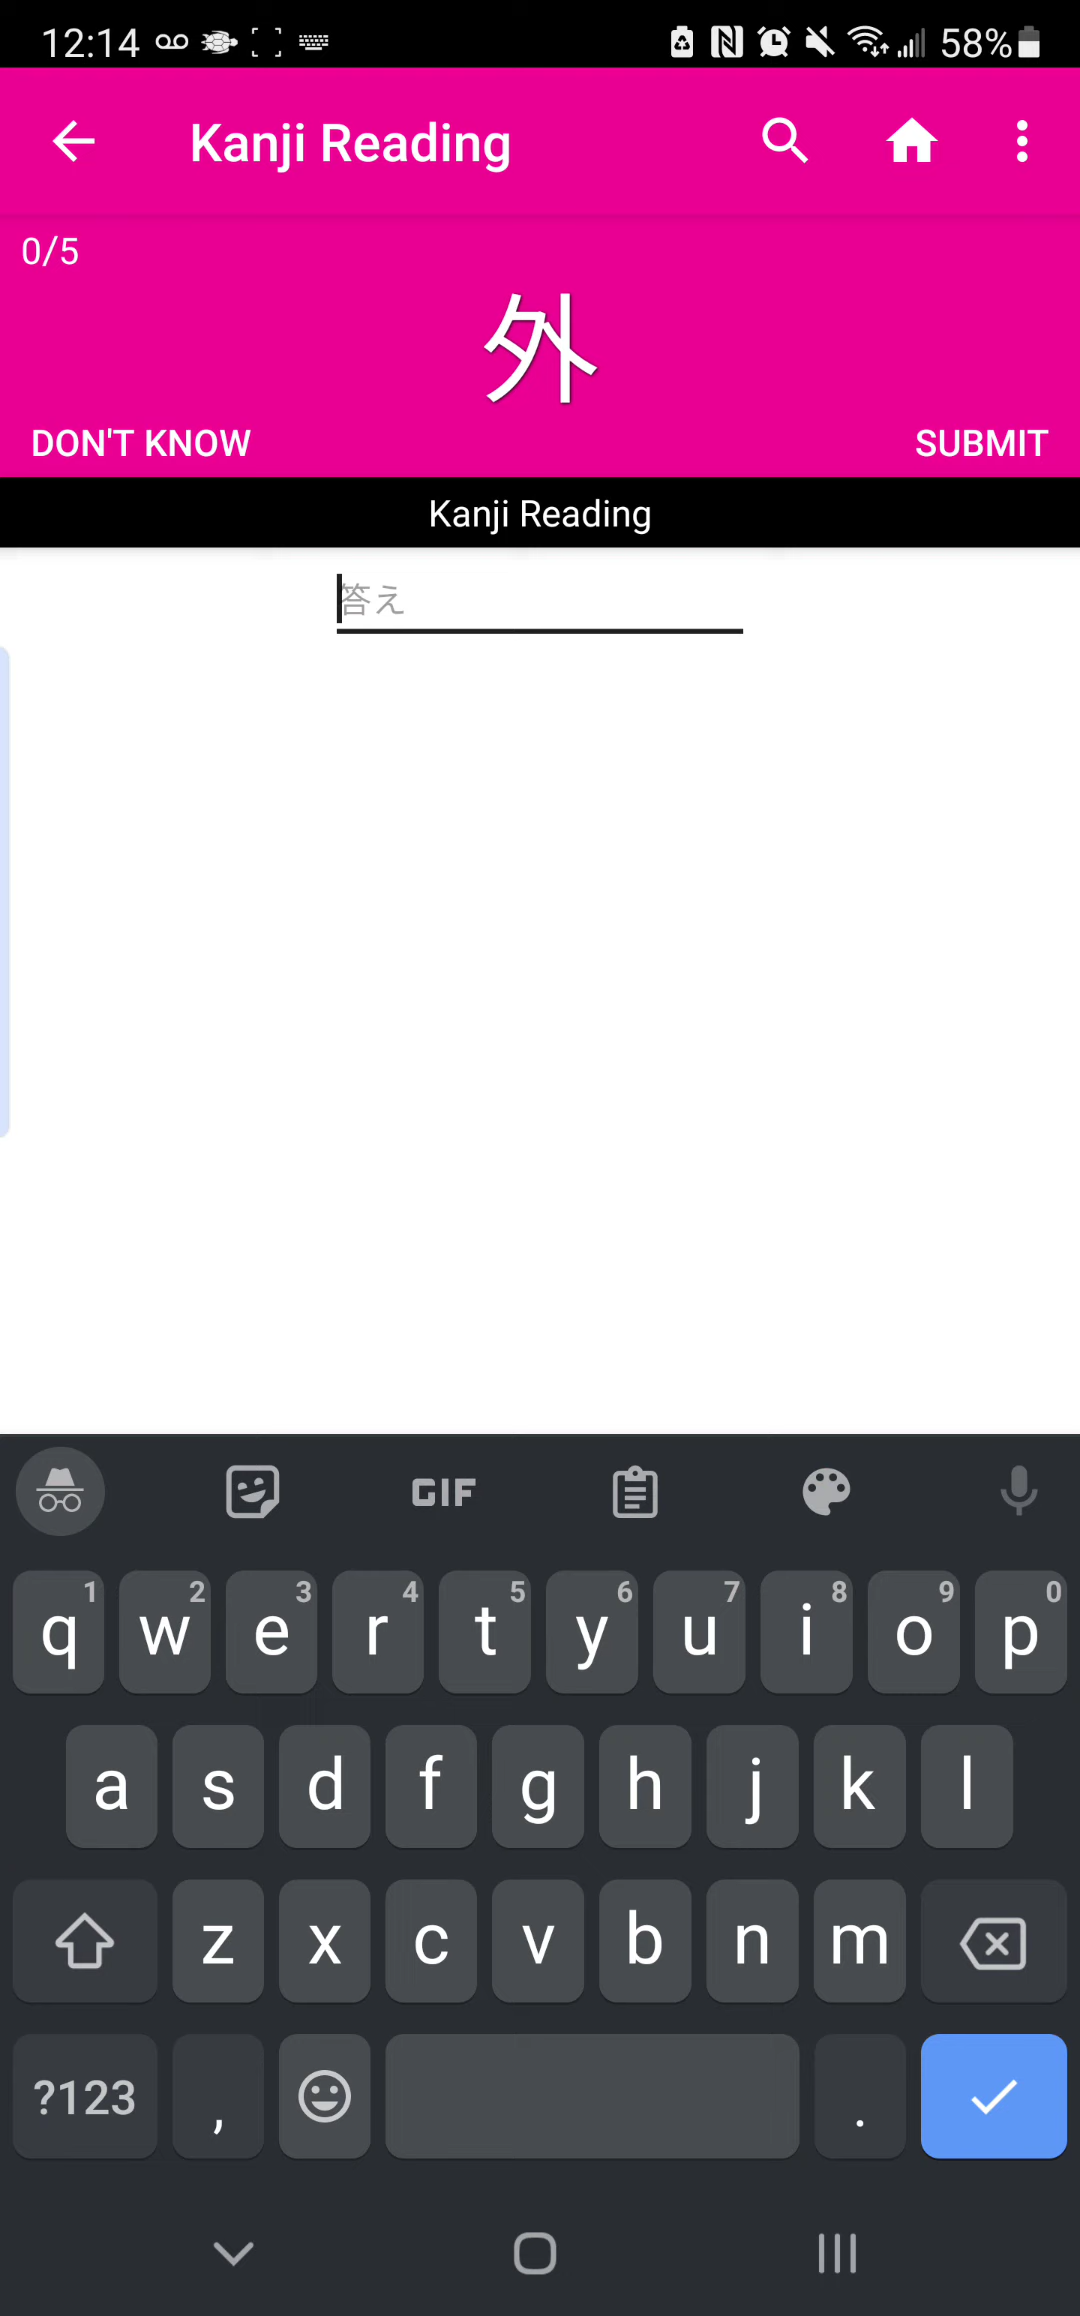 12:14 58%
Kanji Reading
0/5
外
DON'T KNOW SUBMIT
Kanji Reading
答え
GIF
1 2 3 4 5 6 7 8 9 0
q w e r t y u i o p
a s d f g h j k l
z x c v b n m
?123 , .